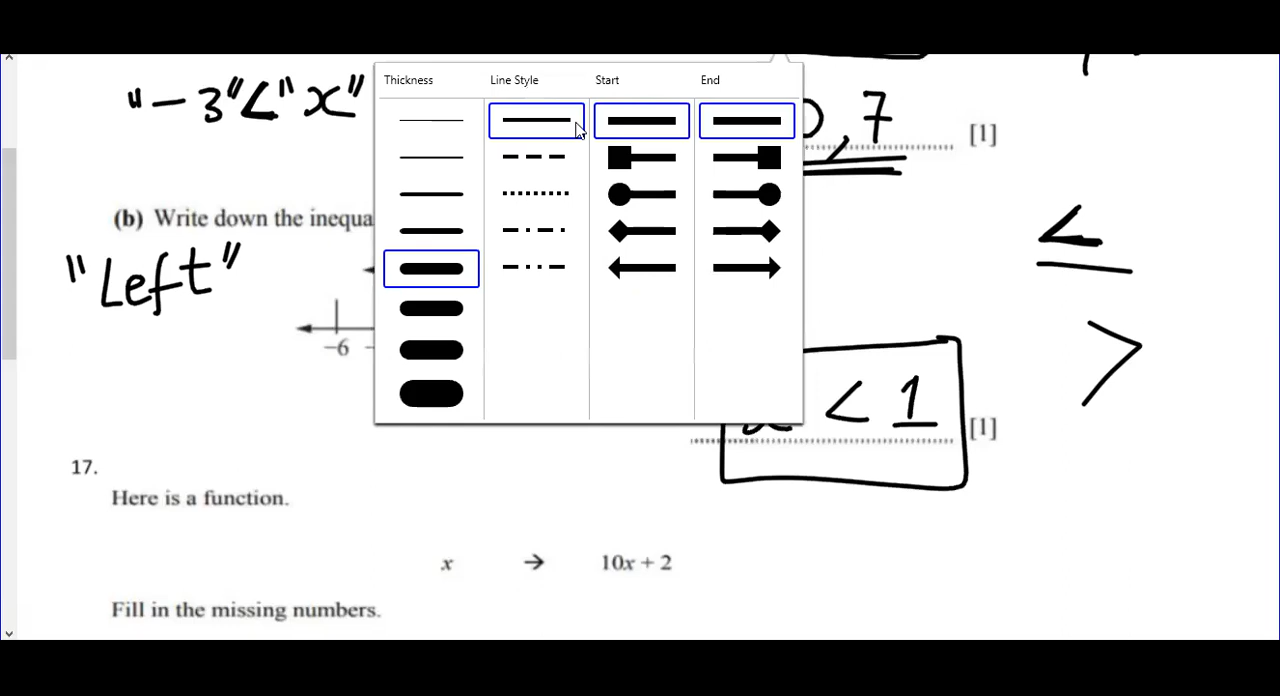 Thickness Line Style Start End
"-3"<"x"
0,7
[1]
(b) Write down the inequa
"Left"
≤
-6
>
x < 1
[1]
17.
Here is a function.
x → 10x + 2
Fill in the missing numbers.